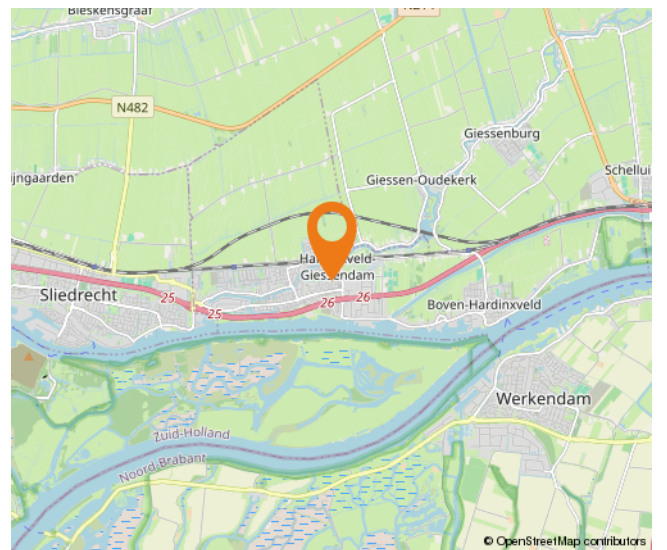 Bleskensgraaf
N482
Giessenburg
Schellui
ijngaarden
Giessen-Oudekerk
Hardinxveld-
Giessendam
Sliedrecht
25
25
26
26
Boven-Hardinxveld
Werkendam
Zuid-Holland
Noord-Brabant
© OpenStreetMap contributors